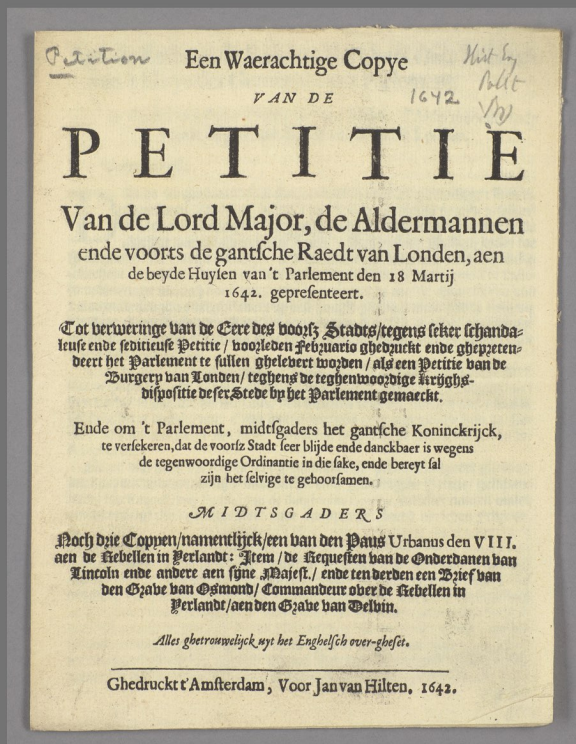 Petition
Een Waerachtige Copye
Hist Eng
VAN DE
1642
PETITIE
Van de Lord Major, de Aldermannen
ende voorts de gantſche Raedt van Londen, aen
de beyde Huyſen van 't Parlement den 18 Martij
1642. gepreſenteert.
Tot verweringe van de Eere des voorſz Stadts/tegens ſeker ſchanda-
leuſe ende ſeditieuſe Petitie / voorleden Februario ghedruckt ende ghepreten-
deert het Parlement te ſullen ghelevert worden / als een Petitie van de
Burgery van Londen/ teghens de teghenwoordige Krijghs-
diſpoſitie deſer Stede by het Parlement gemaeckt.
Ende om 't Parlement, midtſgaders het gantſche Koninckrijck,
te verſekeren, dat de voorſz Stadt ſeer blijde ende danckbaer is wegens
de tegenwoordige Ordinantie in die ſake, ende bereyt ſal
zijn het ſelvige te gehoorſamen.
MIDTSGADERS
Noch drie Copyen/namentlijck/een van den Paus Urbanus den VIII.
aen de Rebellen in Yerlandt: Item / de Requeſten van de Onderdanen van
Lincoln ende andere aen ſijne Majeſt./ ende ten derden een Brief van
den Grave van Oſmond/ Commandeur over de Rebellen in
Yerlandt/aen den Grave van Delvin.
Alles ghetrouwelijck uyt het Enghelſch over-gheſet.
Ghedruckt t'Amſterdam, Voor Jan van Hilten. 1642.